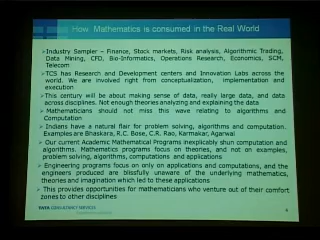 How Mathematics is consumed in the Real World
Industry Sampler – Finance, Stock markets, Risk analysis, Algorithmic Trading,
Data Mining, CFD, Bio-Informatics, Operations Research, Economics, SCM,
Telecom
TCS has Research and Development centers and Innovation Labs across the
world. We are involved right from conceptualization, implementation and
execution
This century will be about making sense of data, really large data, and data
across disciplines. Not enough theories analyzing and explaining the data
Mathematicians should not miss this wave relating to algorithms and
Computation
Indians have a natural flair for problem solving, algorithms and computation.
Examples are Bhaskara, R.C. Bose, C.R. Rao, Karmakar, Agarwal
Our current Academic Mathematical Programs inexplicably shun computation and
algorithms. Mathematics programs focus on theories, and not on examples,
problem solving, algorithms, computations and applications
Engineering programs focus on only on applications and computations, and the
engineers produced are blissfully unaware of the underlying mathematics,
theories and imagination which led to these applications
This provides opportunities for mathematicians who venture out of their comfort
zones to other disciplines
TATA CONSULTANCY SERVICES